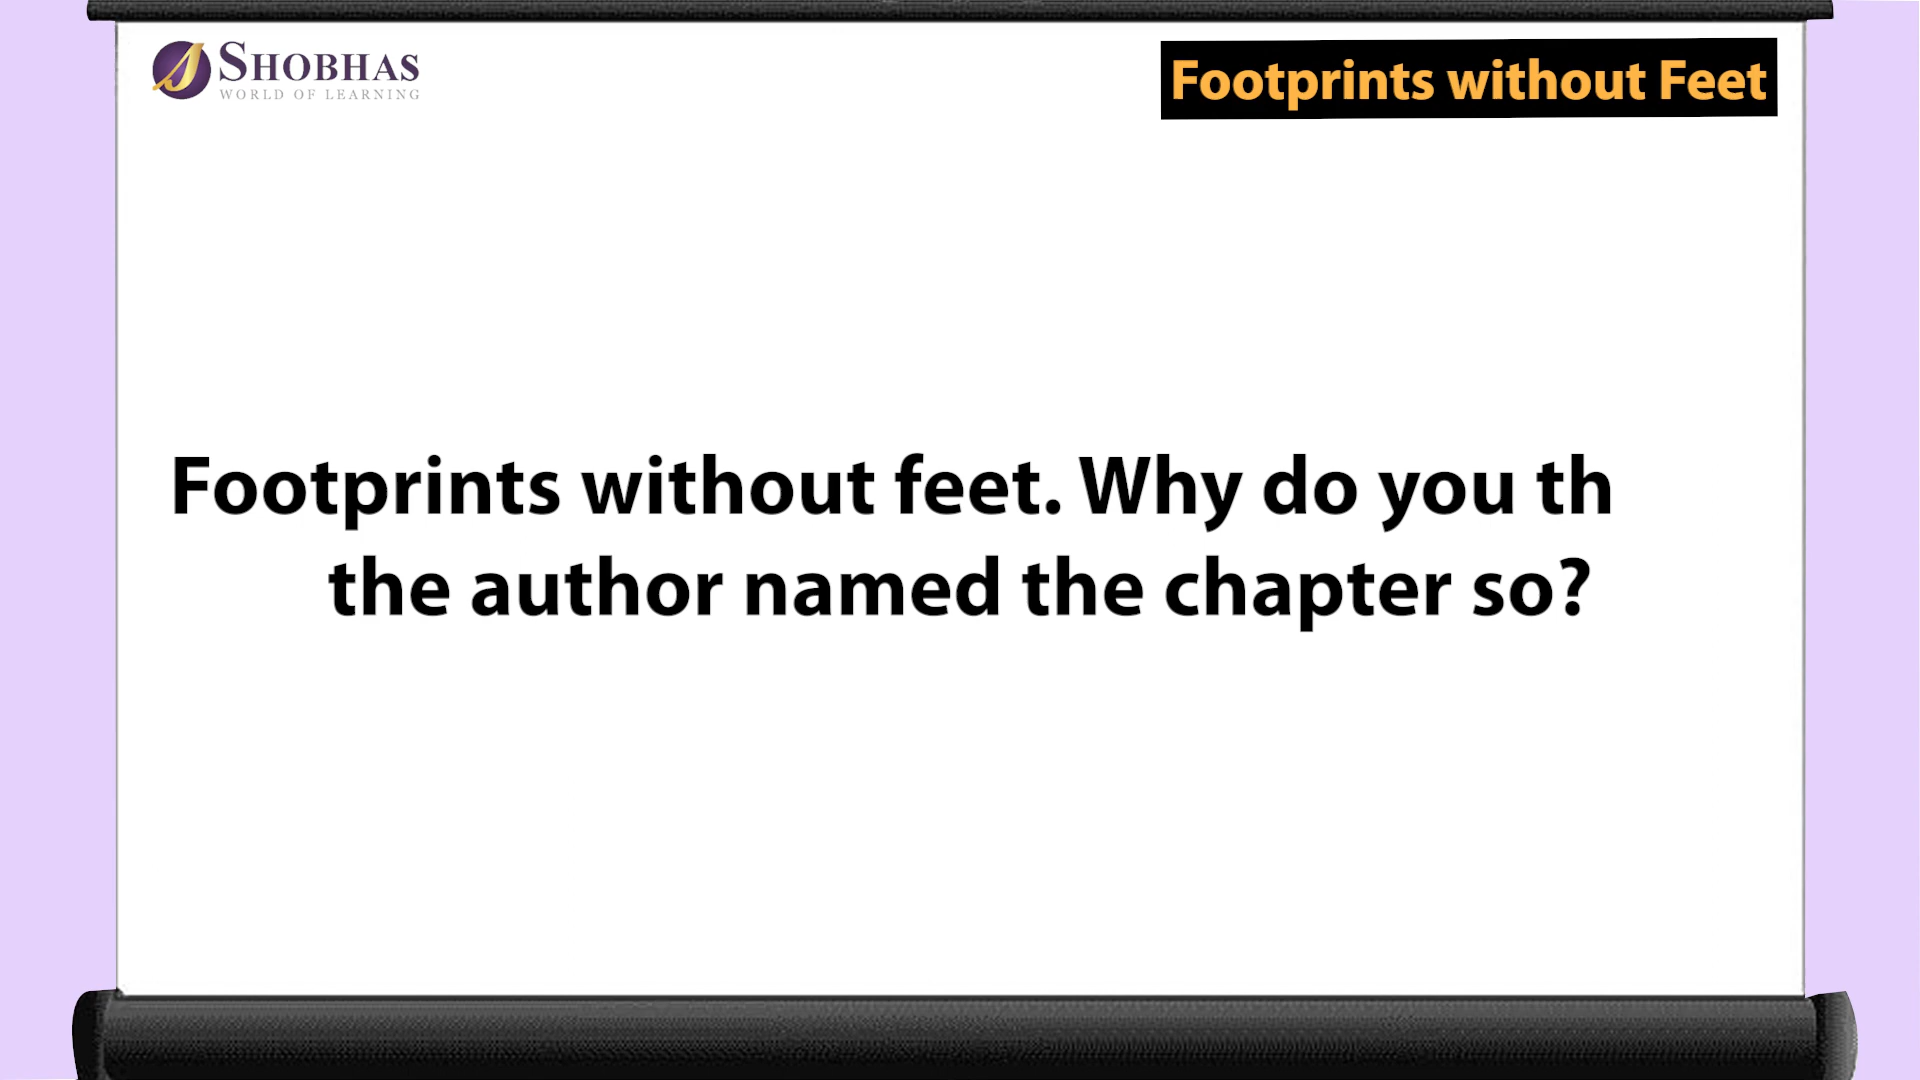 SHOBHAS
WORLD OF LEARNING
Footprints without Feet
Footprints without feet. Why do you th
the author named the chapter so?